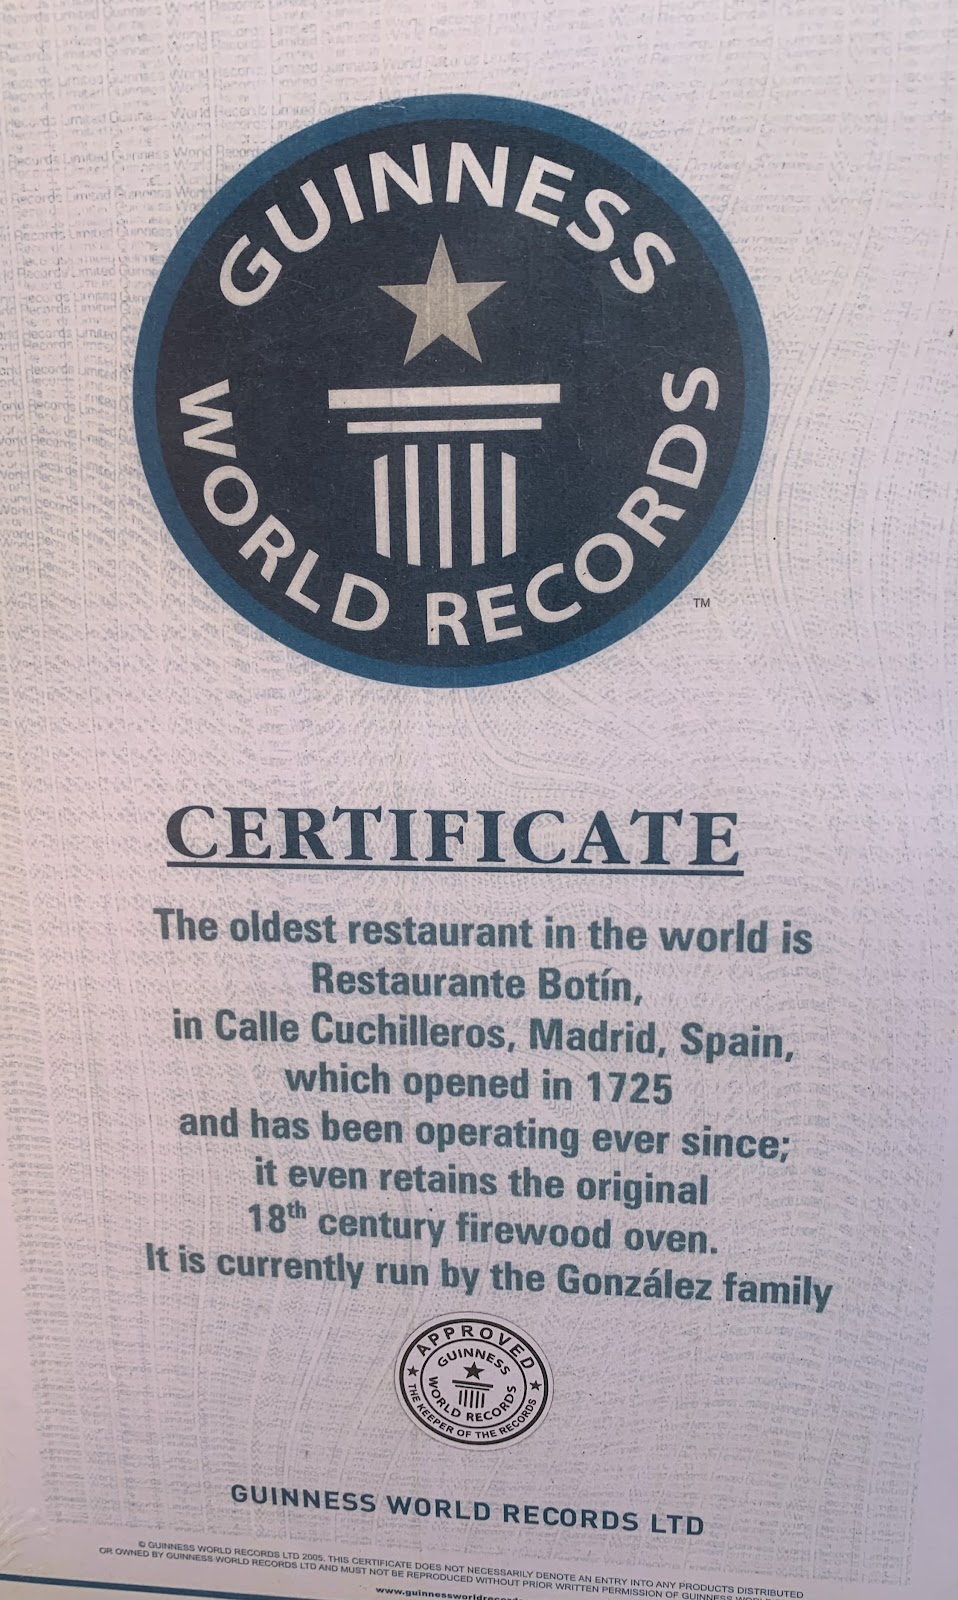 GUINNESS
WORLD RECORDS
TM
CERTIFICATE
The oldest restaurant in the world is
Restaurante Botín,
in Calle Cuchilleros, Madrid, Spain,
which opened in 1725
and has been operating ever since;
it even retains the original
18th century firewood oven.
It is currently run by the González family
APPROVED
GUINNESS
WORLD RECORDS
THE KEEPER OF THE RECORDS
GUINNESS WORLD RECORDS LTD
© GUINNESS WORLD RECORDS LTD 2005. THIS CERTIFICATE DOES NOT NECESSARILY DENOTE AN ENTRY INTO ANY PRODUCTS DISTRIBUTED
OR OWNED BY GUINNESS WORLD RECORDS LTD AND MUST NOT BE REPRODUCED WITHOUT PRIOR WRITTEN PERMISSION OF GUINNESS